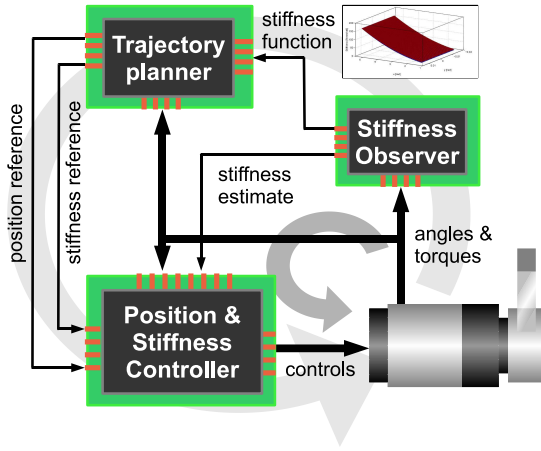 Trajectory
planner
stiffness
function
Stiffness
Observer
position reference
stiffness reference
stiffness
estimate
angles &
torques
Position &
Stiffness
Controller
controls